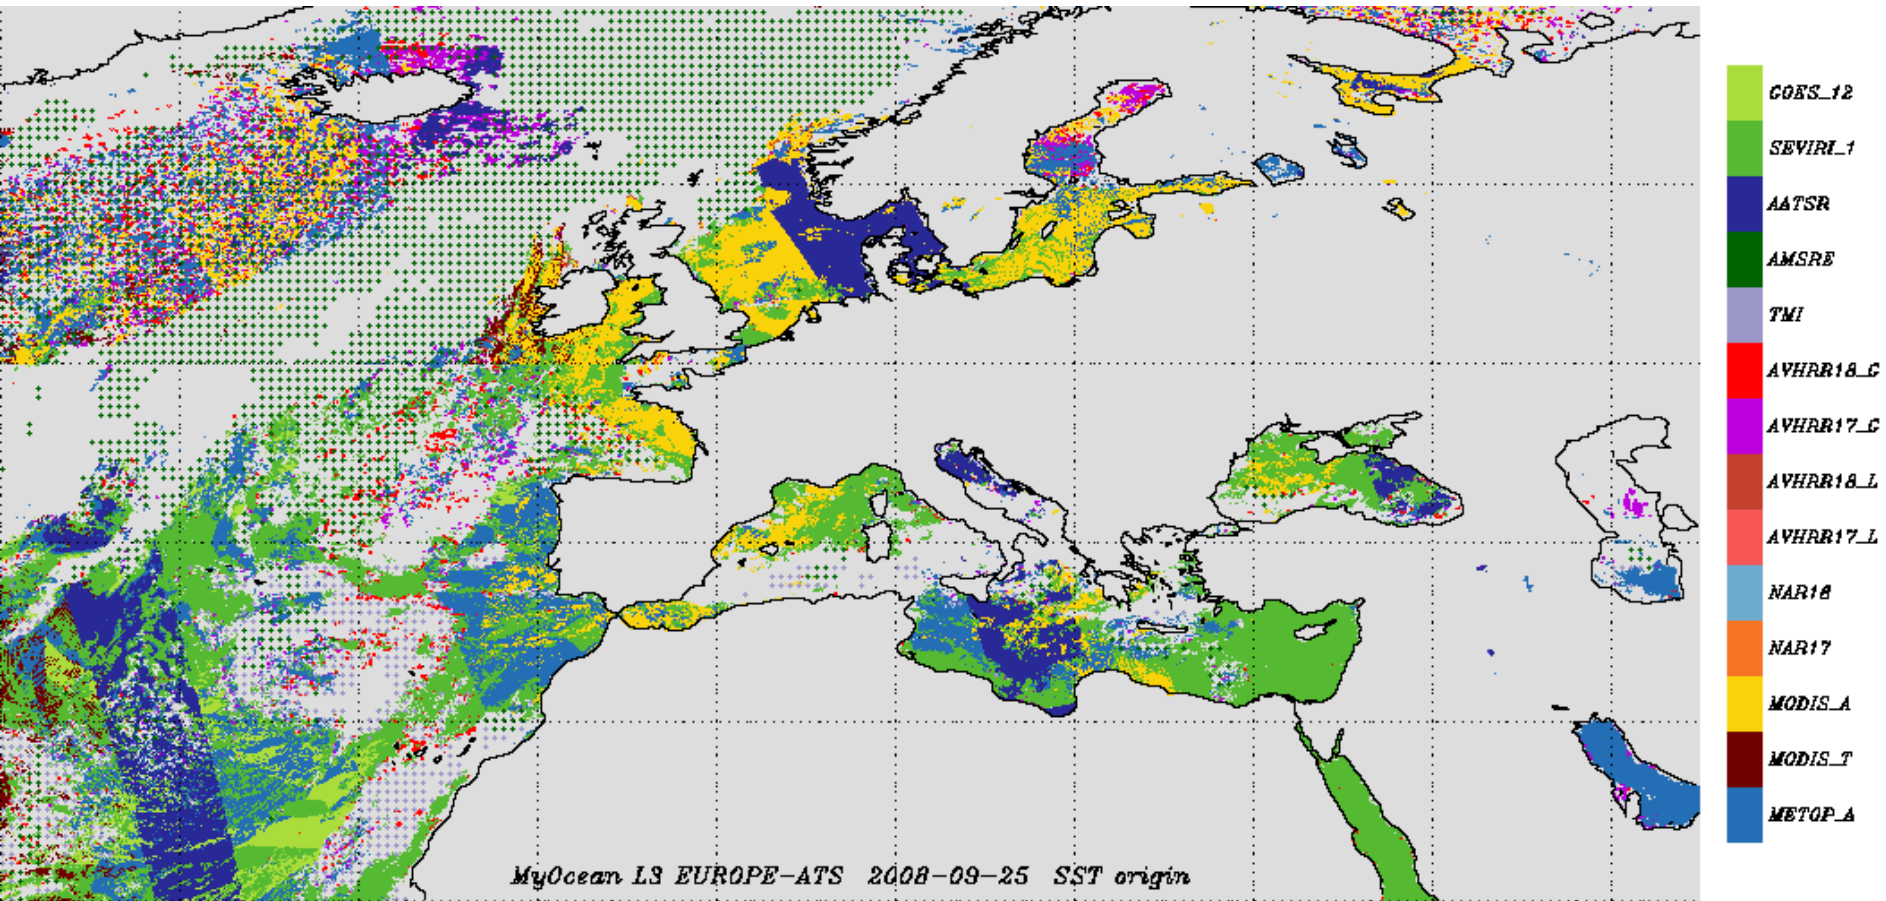 GOES_12
SEVIRI_1
AATSR
AMSRE
TMI
AVHRR18_G
AVHRR17_G
AVHRR18_L
AVHRR17_L
NAR18
NAR17
MODIS_A
MODIS_T
METOP_A
MyOcean L3 EUROPE-ATS 2008-09-25 SST origin